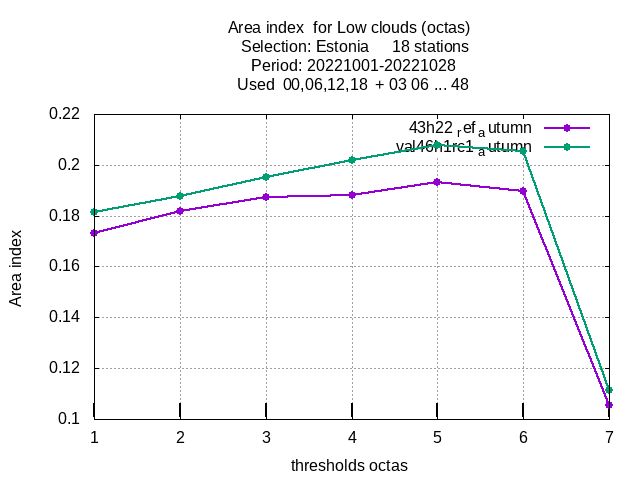 Area index  for Low clouds (octas)
Selection: Estonia     18 stations
Period: 20221001-20221028
Used  00,06,12,18  + 03 06 ... 48
0.22
43h22 ref a utumn
val46h1rc1 a utumn
0.2
0.18
0.16
0.14
0.12
0.1
Area index
1 2 3 4 5 6 7
thresholds octas